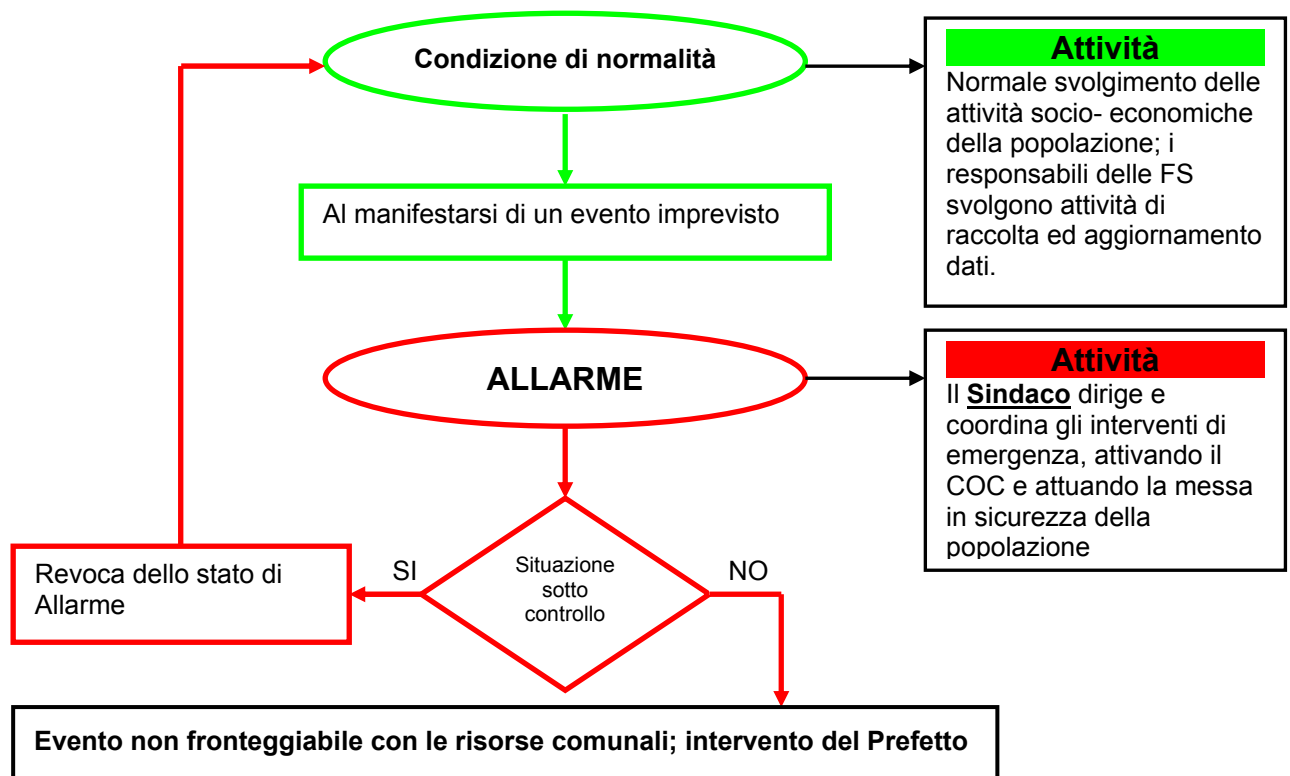 Condizione di normalità
Attività
Normale svolgimento delle
attività socio- economiche
della popolazione; i
responsabili delle FS
svolgono attività di
raccolta ed aggiornamento
dati.
Al manifestarsi di un evento imprevisto
ALLARME
Attività
Il Sindaco dirige e
coordina gli interventi di
emergenza, attivando il
COC e attuando la messa
in sicurezza della
popolazione
Situazione
sotto
controllo
SI
NO
Revoca dello stato di
Allarme
Evento non fronteggiabile con le risorse comunali; intervento del Prefetto